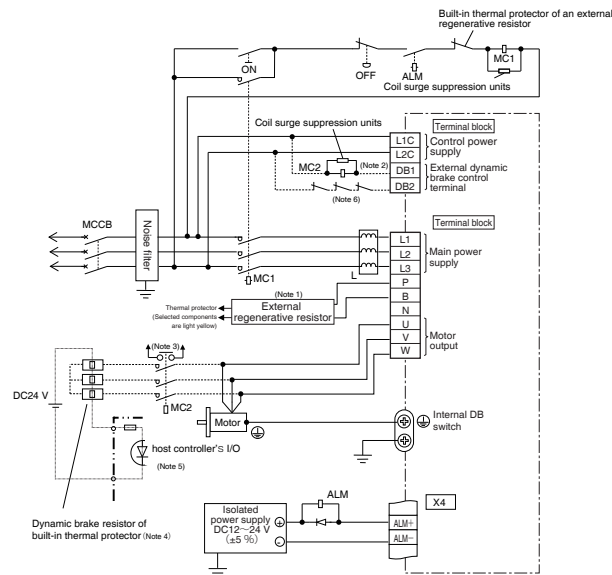 Built-in thermal protector of an external
regenerative resistor
ON
OFF
ALM
MC1
Coil surge suppression units
Coil surge suppression units
MC2
(Note 2)
(Note 6)
Terminal block
L1C
L2C
DB1
DB2
Control power
supply
External dynamic
brake control
terminal
MCCB
Noise filter
MC1
L
Terminal block
L1
L2
L3
P
B
N
U
V
W
Main power
supply
Motor
output
(Note 1)
Thermal protector
(Selected components
are light yellow)
External
regenerative resistor
(Note 3)
DC24 V
MC2
Motor
host controller's I/O
(Note 5)
Internal DB
switch
Dynamic brake resistor of
built-in thermal protector (Note 4)
Isolated
power supply
DC12～24 V
(±5 %)
+
-
ALM
X4
ALM+
ALM−